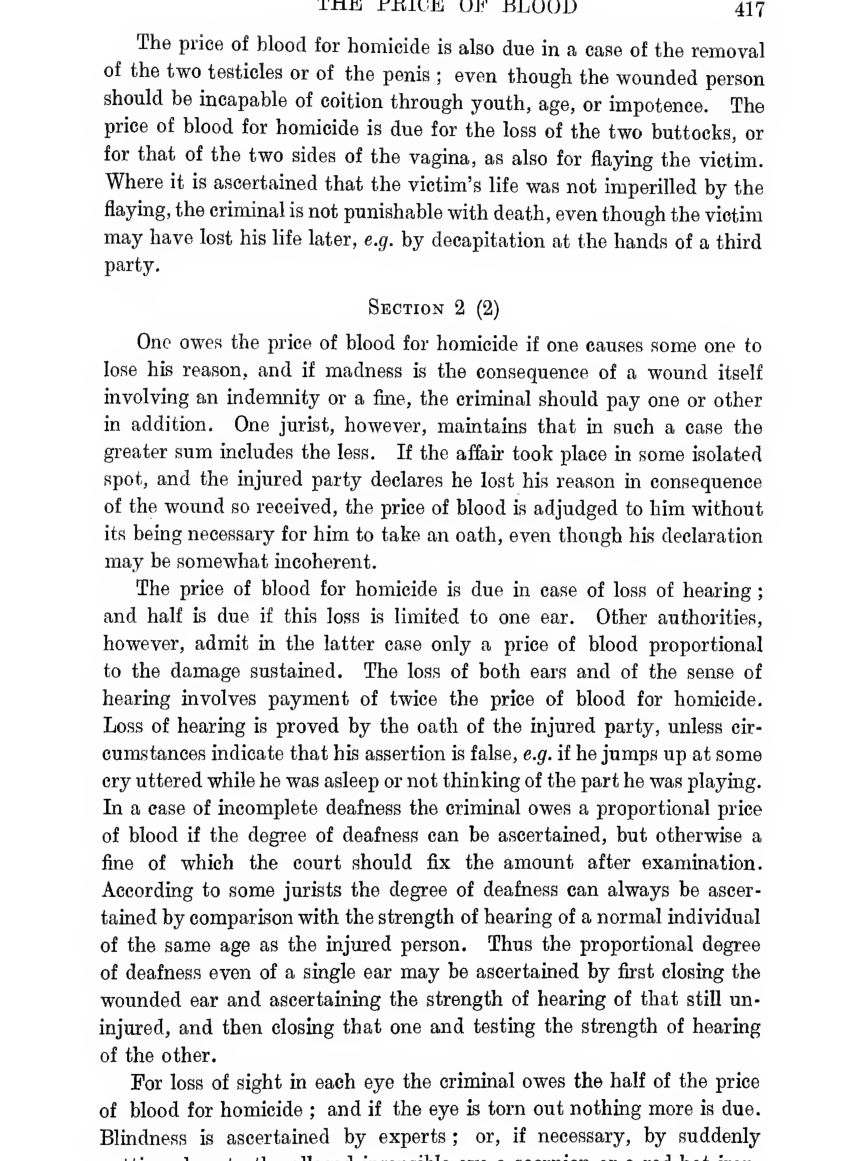 THE PRICE OF BLOOD 417
The price of blood for homicide is also due in a case of the removal
of the two testicles or of the penis ; even though the wounded person
should be incapable of coition through youth, age, or impotence. The
price of blood for homicide is due for the loss of the two buttocks, or
for that of the two sides of the vagina, as also for flaying the victim.
Where it is ascertained that the victim's life was not imperilled by the
flaying, the criminal is not punishable with death, even though the victim
may have lost his life later, e.g. by decapitation at the hands of a third
party.
SECTION 2 (2)
One owes the price of blood for homicide if one causes some one to
lose his reason, and if madness is the consequence of a wound itself
involving an indemnity or a fine, the criminal should pay one or other
in addition. One jurist, however, maintains that in such a case the
greater sum includes the less. If the affair took place in some isolated
spot, and the injured party declares he lost his reason in consequence
of the wound so received, the price of blood is adjudged to him without
its being necessary for him to take an oath, even though his declaration
may be somewhat incoherent.
The price of blood for homicide is due in case of loss of hearing ;
and half is due if this loss is limited to one ear. Other authorities,
however, admit in the latter case only a price of blood proportional
to the damage sustained. The loss of both ears and of the sense of
hearing involves payment of twice the price of blood for homicide.
Loss of hearing is proved by the oath of the injured party, unless cir-
cumstances indicate that his assertion is false, e.g. if he jumps up at some
cry uttered while he was asleep or not thinking of the part he was playing.
In a case of incomplete deafness the criminal owes a proportional price
of blood if the degree of deafness can be ascertained, but otherwise a
fine of which the court should fix the amount after examination.
According to some jurists the degree of deafness can always be ascer-
tained by comparison with the strength of hearing of a normal individual
of the same age as the injured person. Thus the proportional degree
of deafness even of a single ear may be ascertained by first closing the
wounded ear and ascertaining the strength of hearing of that still un-
injured, and then closing that one and testing the strength of hearing
of the other.
For loss of sight in each eye the criminal owes the half of the price
of blood for homicide ; and if the eye is torn out nothing more is due.
Blindness is ascertained by experts ; or, if necessary, by suddenly